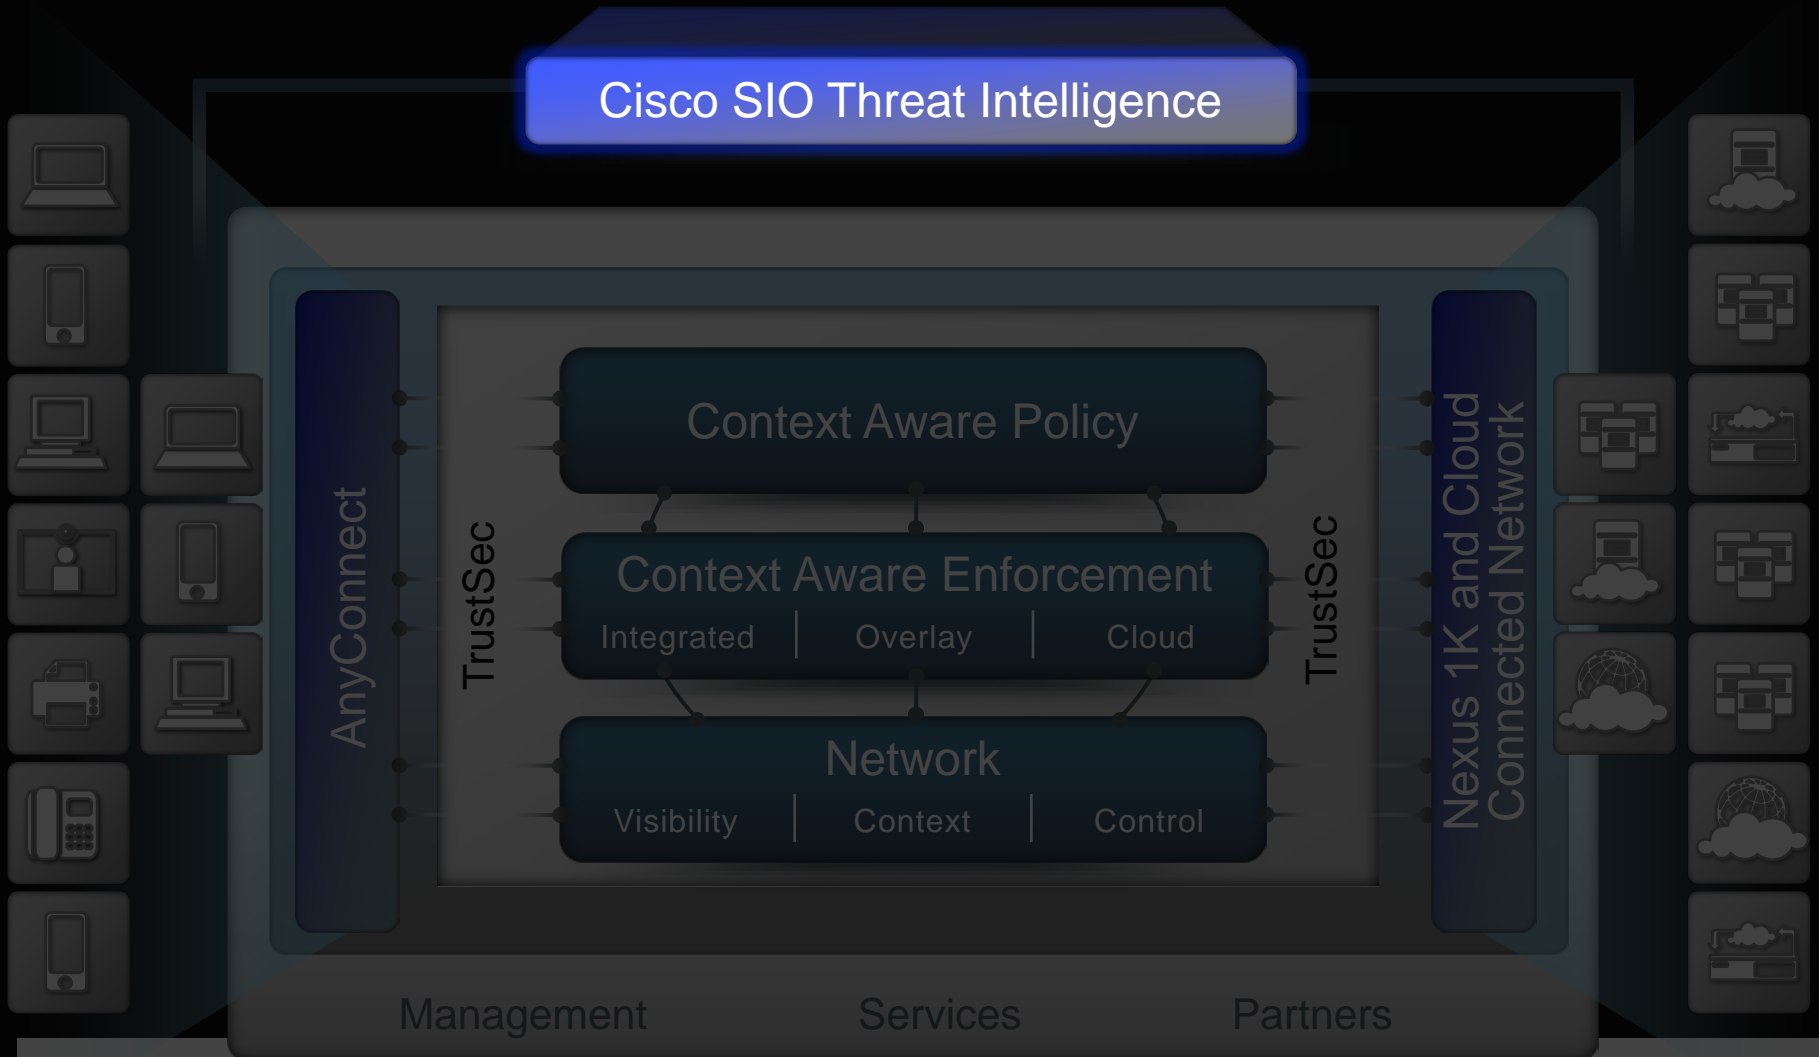 Cisco SIO Threat Intelligence
AnyConnect
TrustSec
Context Aware Policy
Context Aware Enforcement
Integrated
Overlay
Cloud
Network
Visibility
Context
Control
TrustSec
Nexus 1K and Cloud
Connected Network
Management
Services
Partners